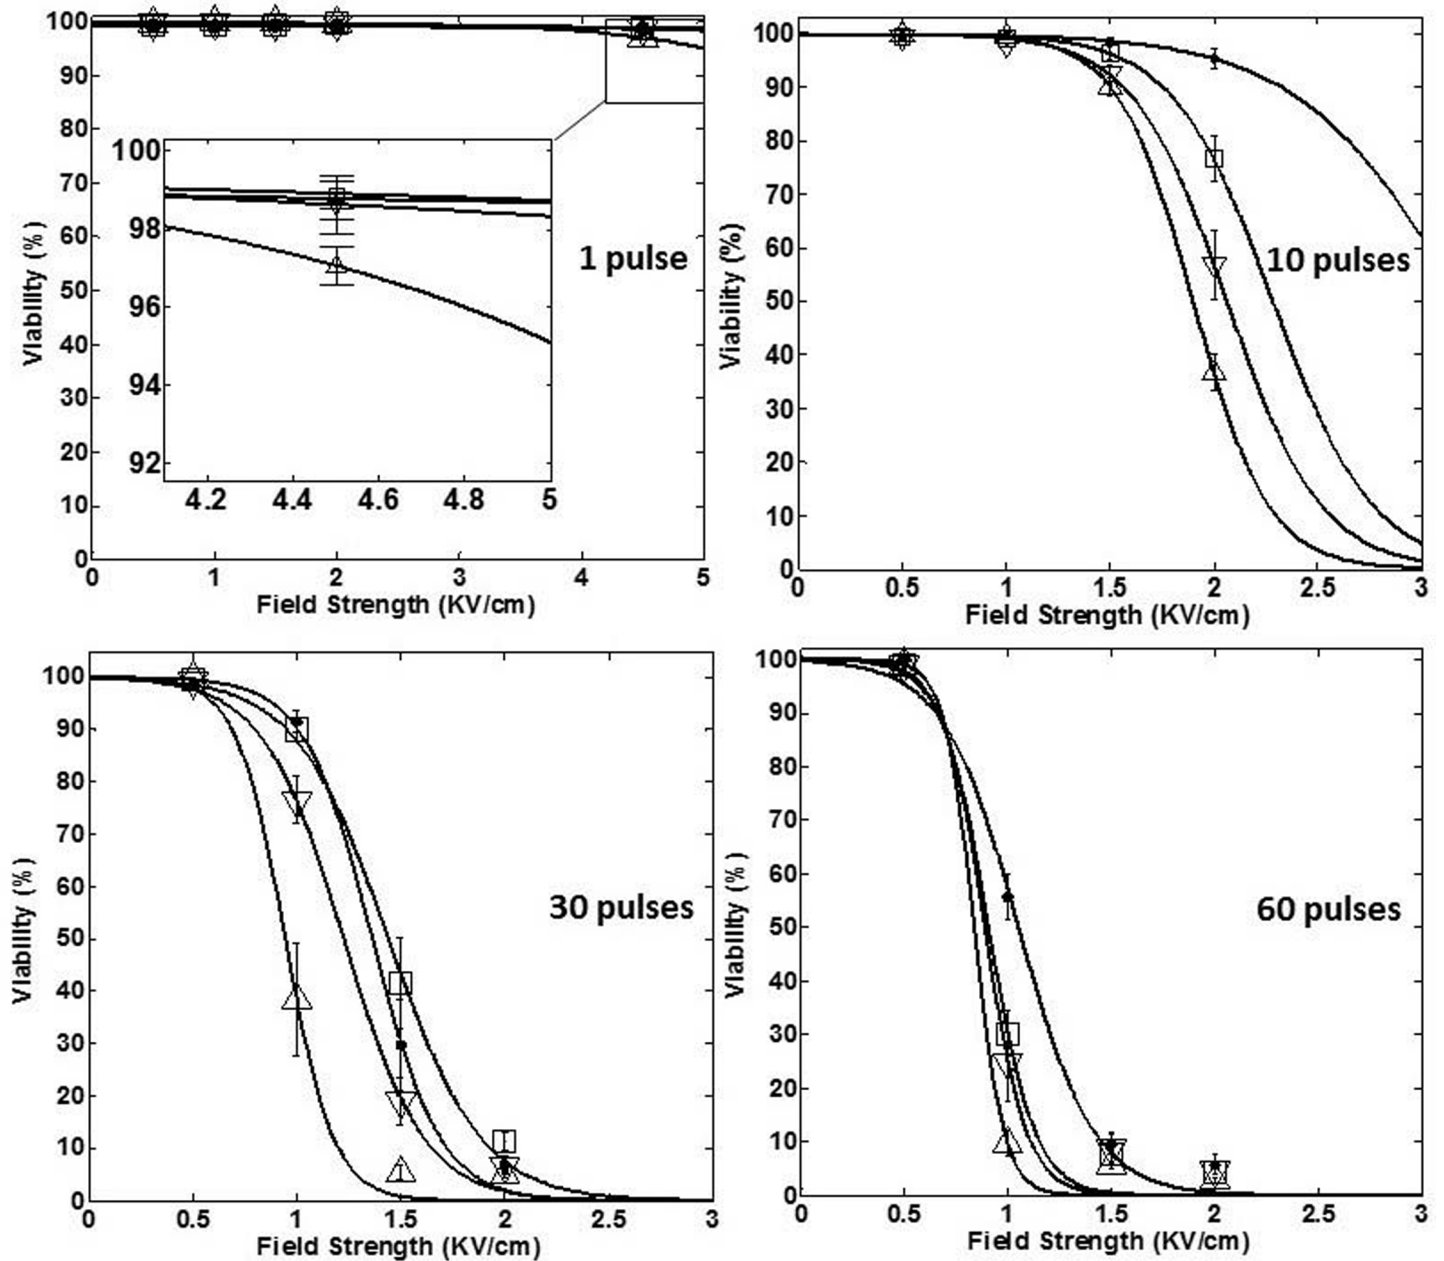 100
90
80
70
60
50
40
30
20
10
0
Viability (%)
100
98
96
94
92
4.2 4.4 4.6 4.8 5
1 pulse
0 1 2 3 4 5
Field Strength (KV/cm)
100
90
80
70
60
50
40
30
20
10
0
Viability (%)
10 pulses
0 0.5 1 1.5 2 2.5 3
Field Strength (KV/cm)
100
90
80
70
60
50
40
30
20
10
0
Viability (%)
30 pulses
0 0.5 1 1.5 2 2.5 3
Field Strength (KV/cm)
100
90
80
70
60
50
40
30
20
10
0
Viability (%)
60 pulses
0 0.5 1 1.5 2 2.5 3
Field Strength (KV/cm)